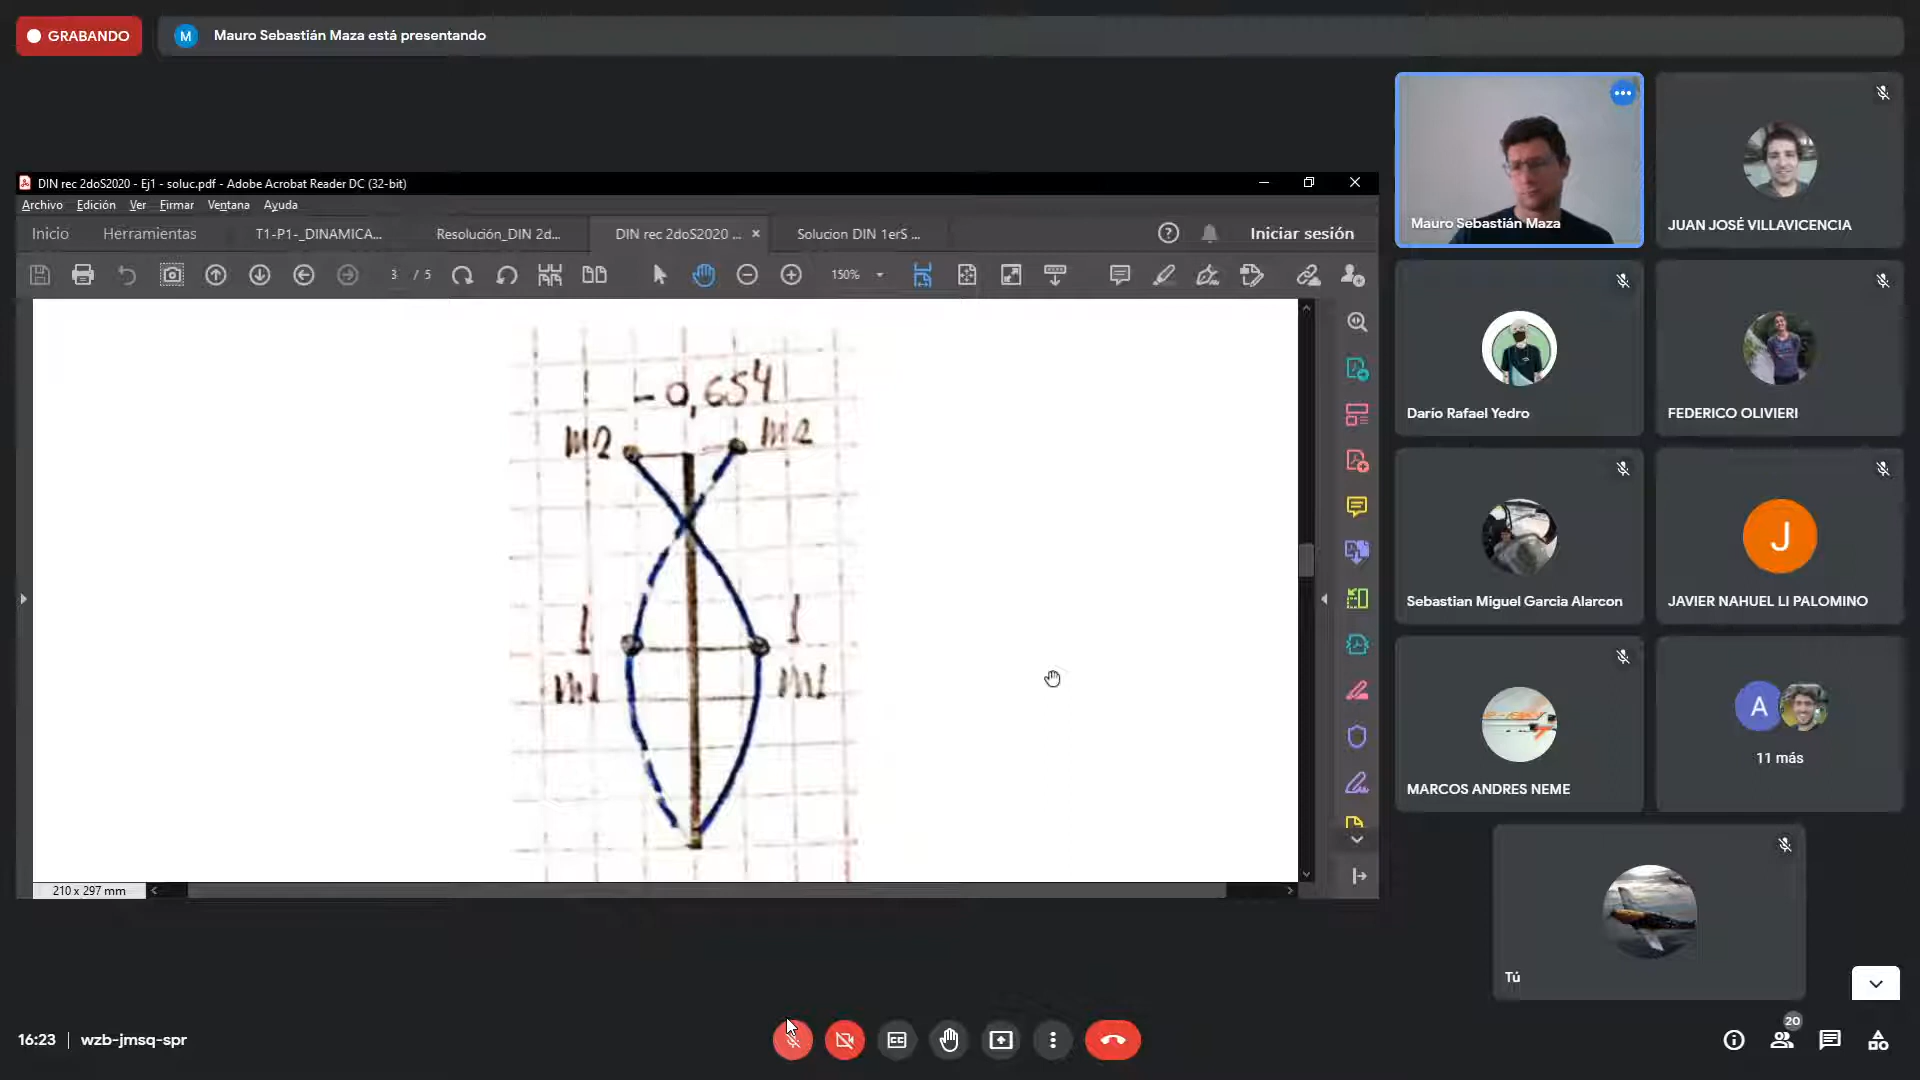 GRABANDO
M Mauro Sebastián Maza está presentando
DIN rec 2doS2020 - Ej1 - soluc.pdf - Adobe Acrobat Reader DC (32-bit)
Archivo Edición Ver Firmar Ventana Ayuda
Inicio Herramientas T1-P1-_DINAMICA... Resolución_DIN 2d... DIN rec 2doS2020 ... × Solucion DIN 1erS ... Iniciar sesión
3 / 5 150%
-0,654
M2 M2
1 1
M1 M1
210 x 297 mm
Mauro Sebastián Maza
JUAN JOSÉ VILLAVICENCIA
Dario Rafael Yedro
FEDERICO OLIVIERI
Sebastian Miguel Garcia Alarcon
J
JAVIER NAHUEL LI PALOMINO
MARCOS ANDRES NEME
A
11 más
Tú
16:23 | wzb-jmsq-spr
20